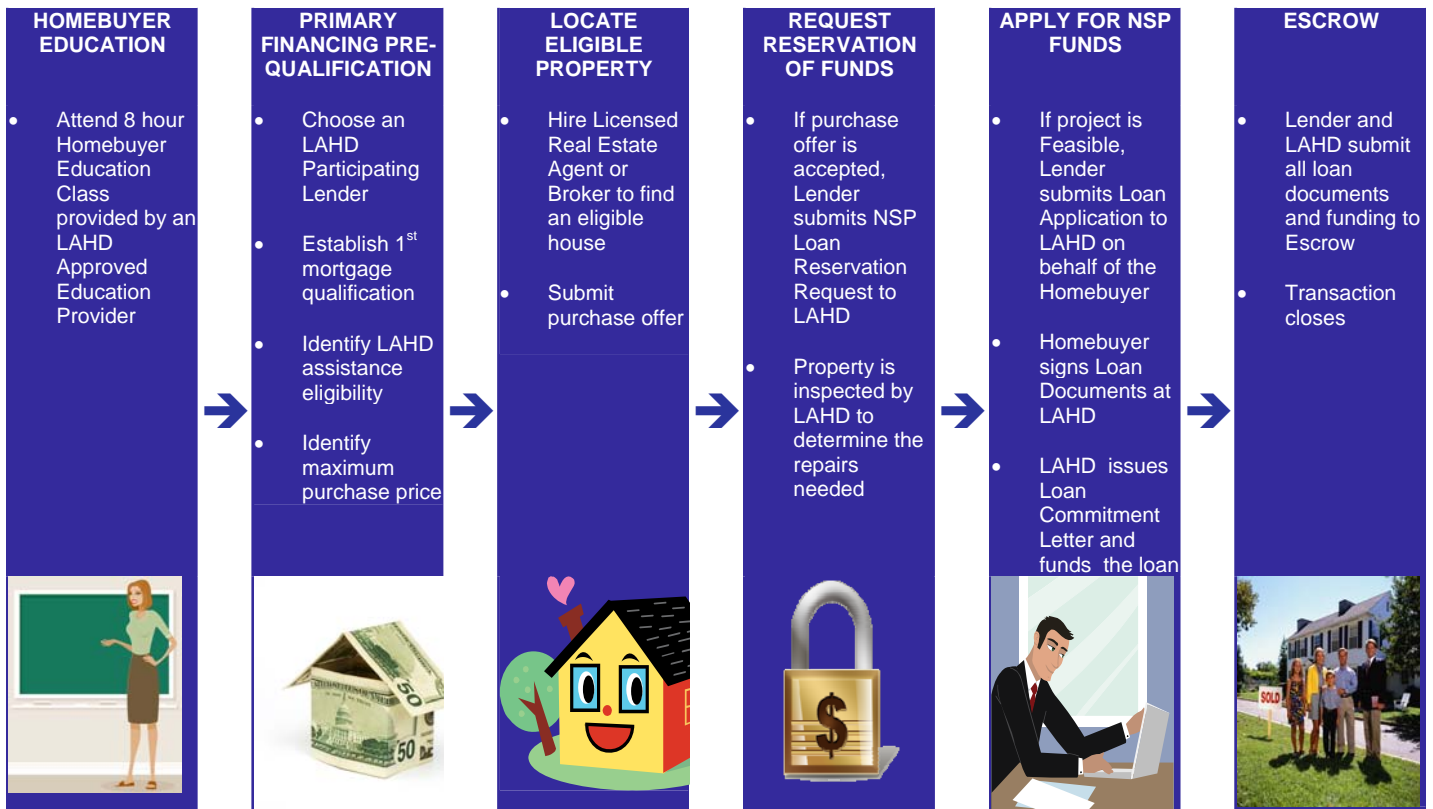 HOMEBUYER
EDUCATION
• Attend 8 hour
Homebuyer
Education
Class
provided by an
LAHD
Approved
Education
Provider
PRIMARY
FINANCING PRE-
QUALIFICATION
• Choose an
LAHD
Participating
Lender
• Establish 1st
mortgage
qualification
• Identify LAHD
assistance
eligibility
• Identify
maximum
purchase price
50
50
LOCATE
ELIGIBLE
PROPERTY
• Hire Licensed
Real Estate
Agent or
Broker to find
an eligible
house
• Submit
purchase offer
REQUEST
RESERVATION
OF FUNDS
• If purchase
offer is
accepted,
Lender
submits NSP
Loan
Reservation
Request to
LAHD
• Property is
inspected by
LAHD to
determine the
repairs
needed
$
APPLY FOR NSP
FUNDS
• If project is
Feasible,
Lender
submits Loan
Application to
LAHD on
behalf of the
Homebuyer
• Homebuyer
signs Loan
Documents at
LAHD
• LAHD issues
Loan
Commitment
Letter and
funds the loan
ESCROW
• Lender and
LAHD submit
all loan
documents
and funding to
Escrow
• Transaction
closes
SOLD